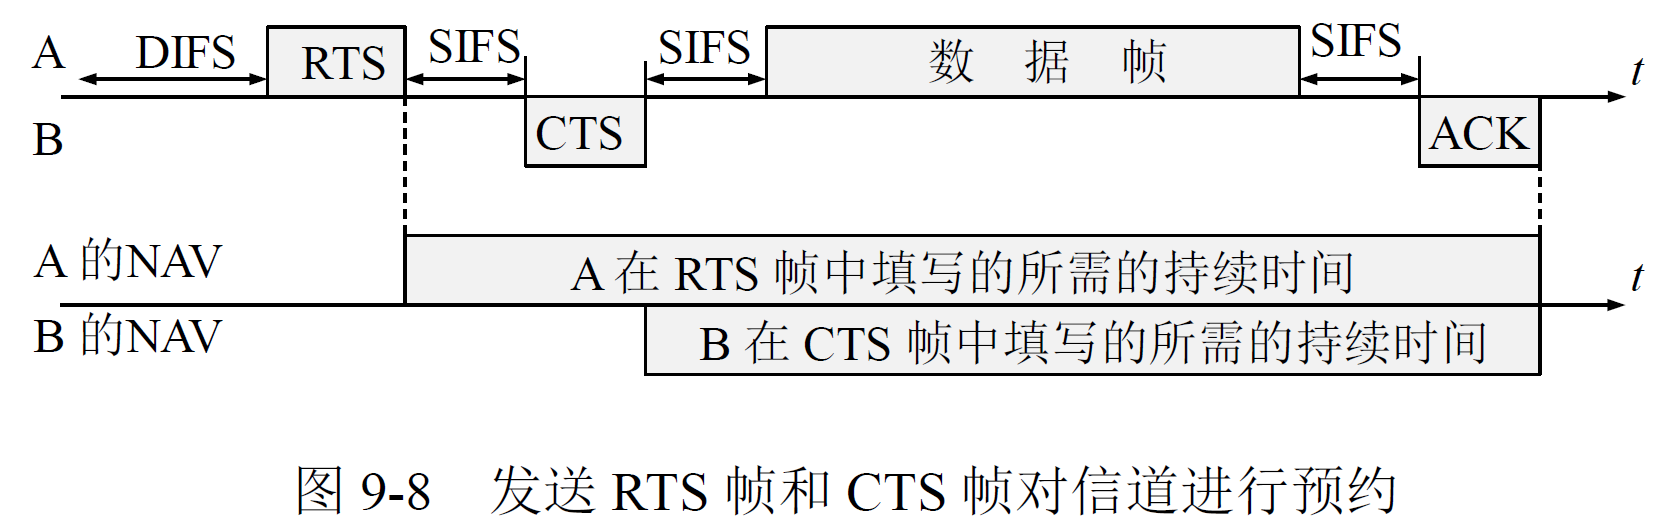 A DIFS RTS SIFS SIFS 数 据 帧 SIFS t
B CTS ACK
A 的NAV A 在 RTS 帧中填写的所需的持续时间 t
B 的NAV B 在 CTS 帧中填写的所需的持续时间
图 9-8 发送 RTS 帧和 CTS 帧对信道进行预约